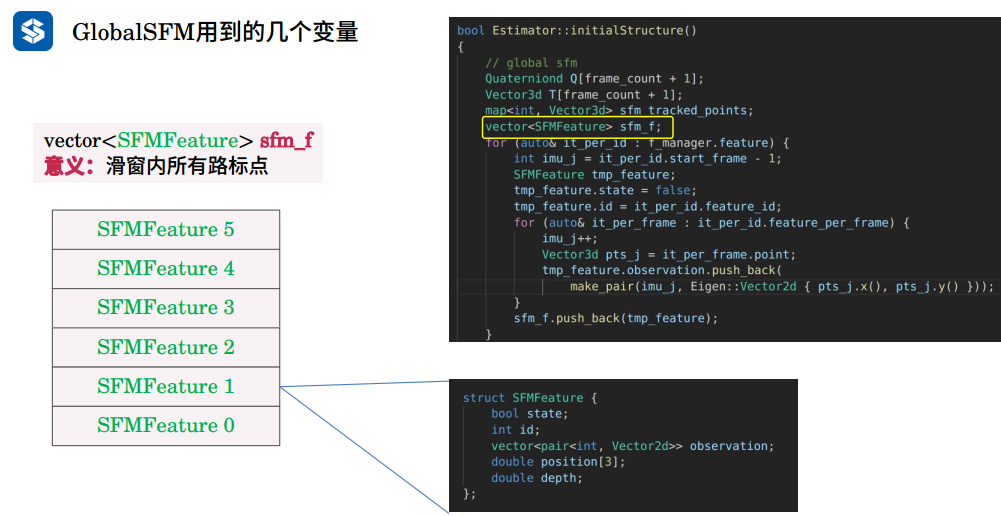 GlobalSFM用到的几个变量
vector<SFMFeature> sfm_f
意义：滑窗内所有路标点
SFMFeature 5
SFMFeature 4
SFMFeature 3
SFMFeature 2
SFMFeature 1
SFMFeature 0
bool Estimator::initialStructure()
{
    // global sfm
    Quaterniond Q[frame_count + 1];
    Vector3d T[frame_count + 1];
    map<int, Vector3d> sfm_tracked_points;
    vector<SFMFeature> sfm_f;
    for (auto& it_per_id : f_manager.feature) {
        int imu_j = it_per_id.start_frame - 1;
        SFMFeature tmp_feature;
        tmp_feature.state = false;
        tmp_feature.id = it_per_id.feature_id;
        for (auto& it_per_frame : it_per_id.feature_per_frame) {
            imu_j++;
            Vector3d pts_j = it_per_frame.point;
            tmp_feature.observation.push_back(
                make_pair(imu_j, Eigen::Vector2d { pts_j.x(), pts_j.y() }));
        }
        sfm_f.push_back(tmp_feature);
    }
struct SFMFeature {
    bool state;
    int id;
    vector<pair<int, Vector2d>> observation;
    double position[3];
    double depth;
};